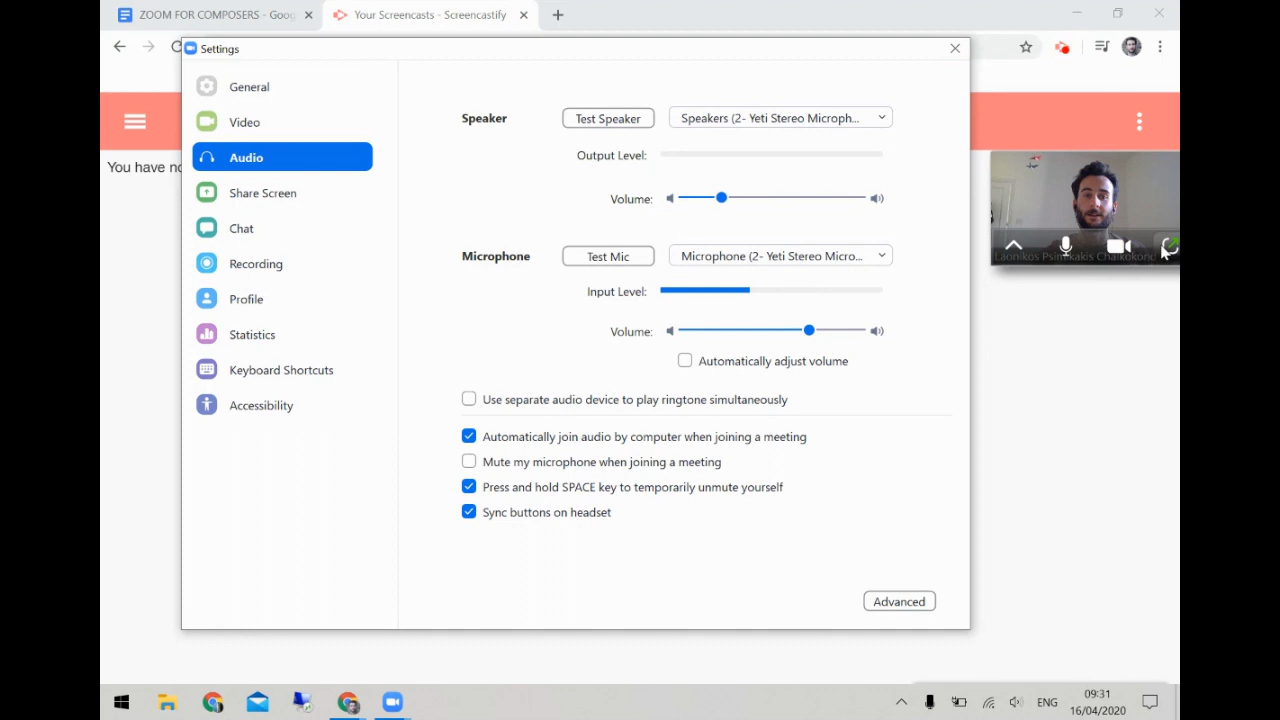 ZOOM FOR COMPOSERS - Goog
Your Screencasts - Screencastify
Settings
General
Video
Audio
Share Screen
Chat
Recording
Profile
Statistics
Keyboard Shortcuts
Accessibility
Speaker
Test Speaker
Speakers (2- Yeti Stereo Microph...
Output Level:
Volume:
Microphone
Test Mic
Microphone (2- Yeti Stereo Micro...
Input Level:
Volume:
Automatically adjust volume
Use separate audio device to play ringtone simultaneously
Automatically join audio by computer when joining a meeting
Mute my microphone when joining a meeting
Press and hold SPACE key to temporarily unmute yourself
Sync buttons on headset
Advanced
You have no
ENG
09:31
16/04/2020